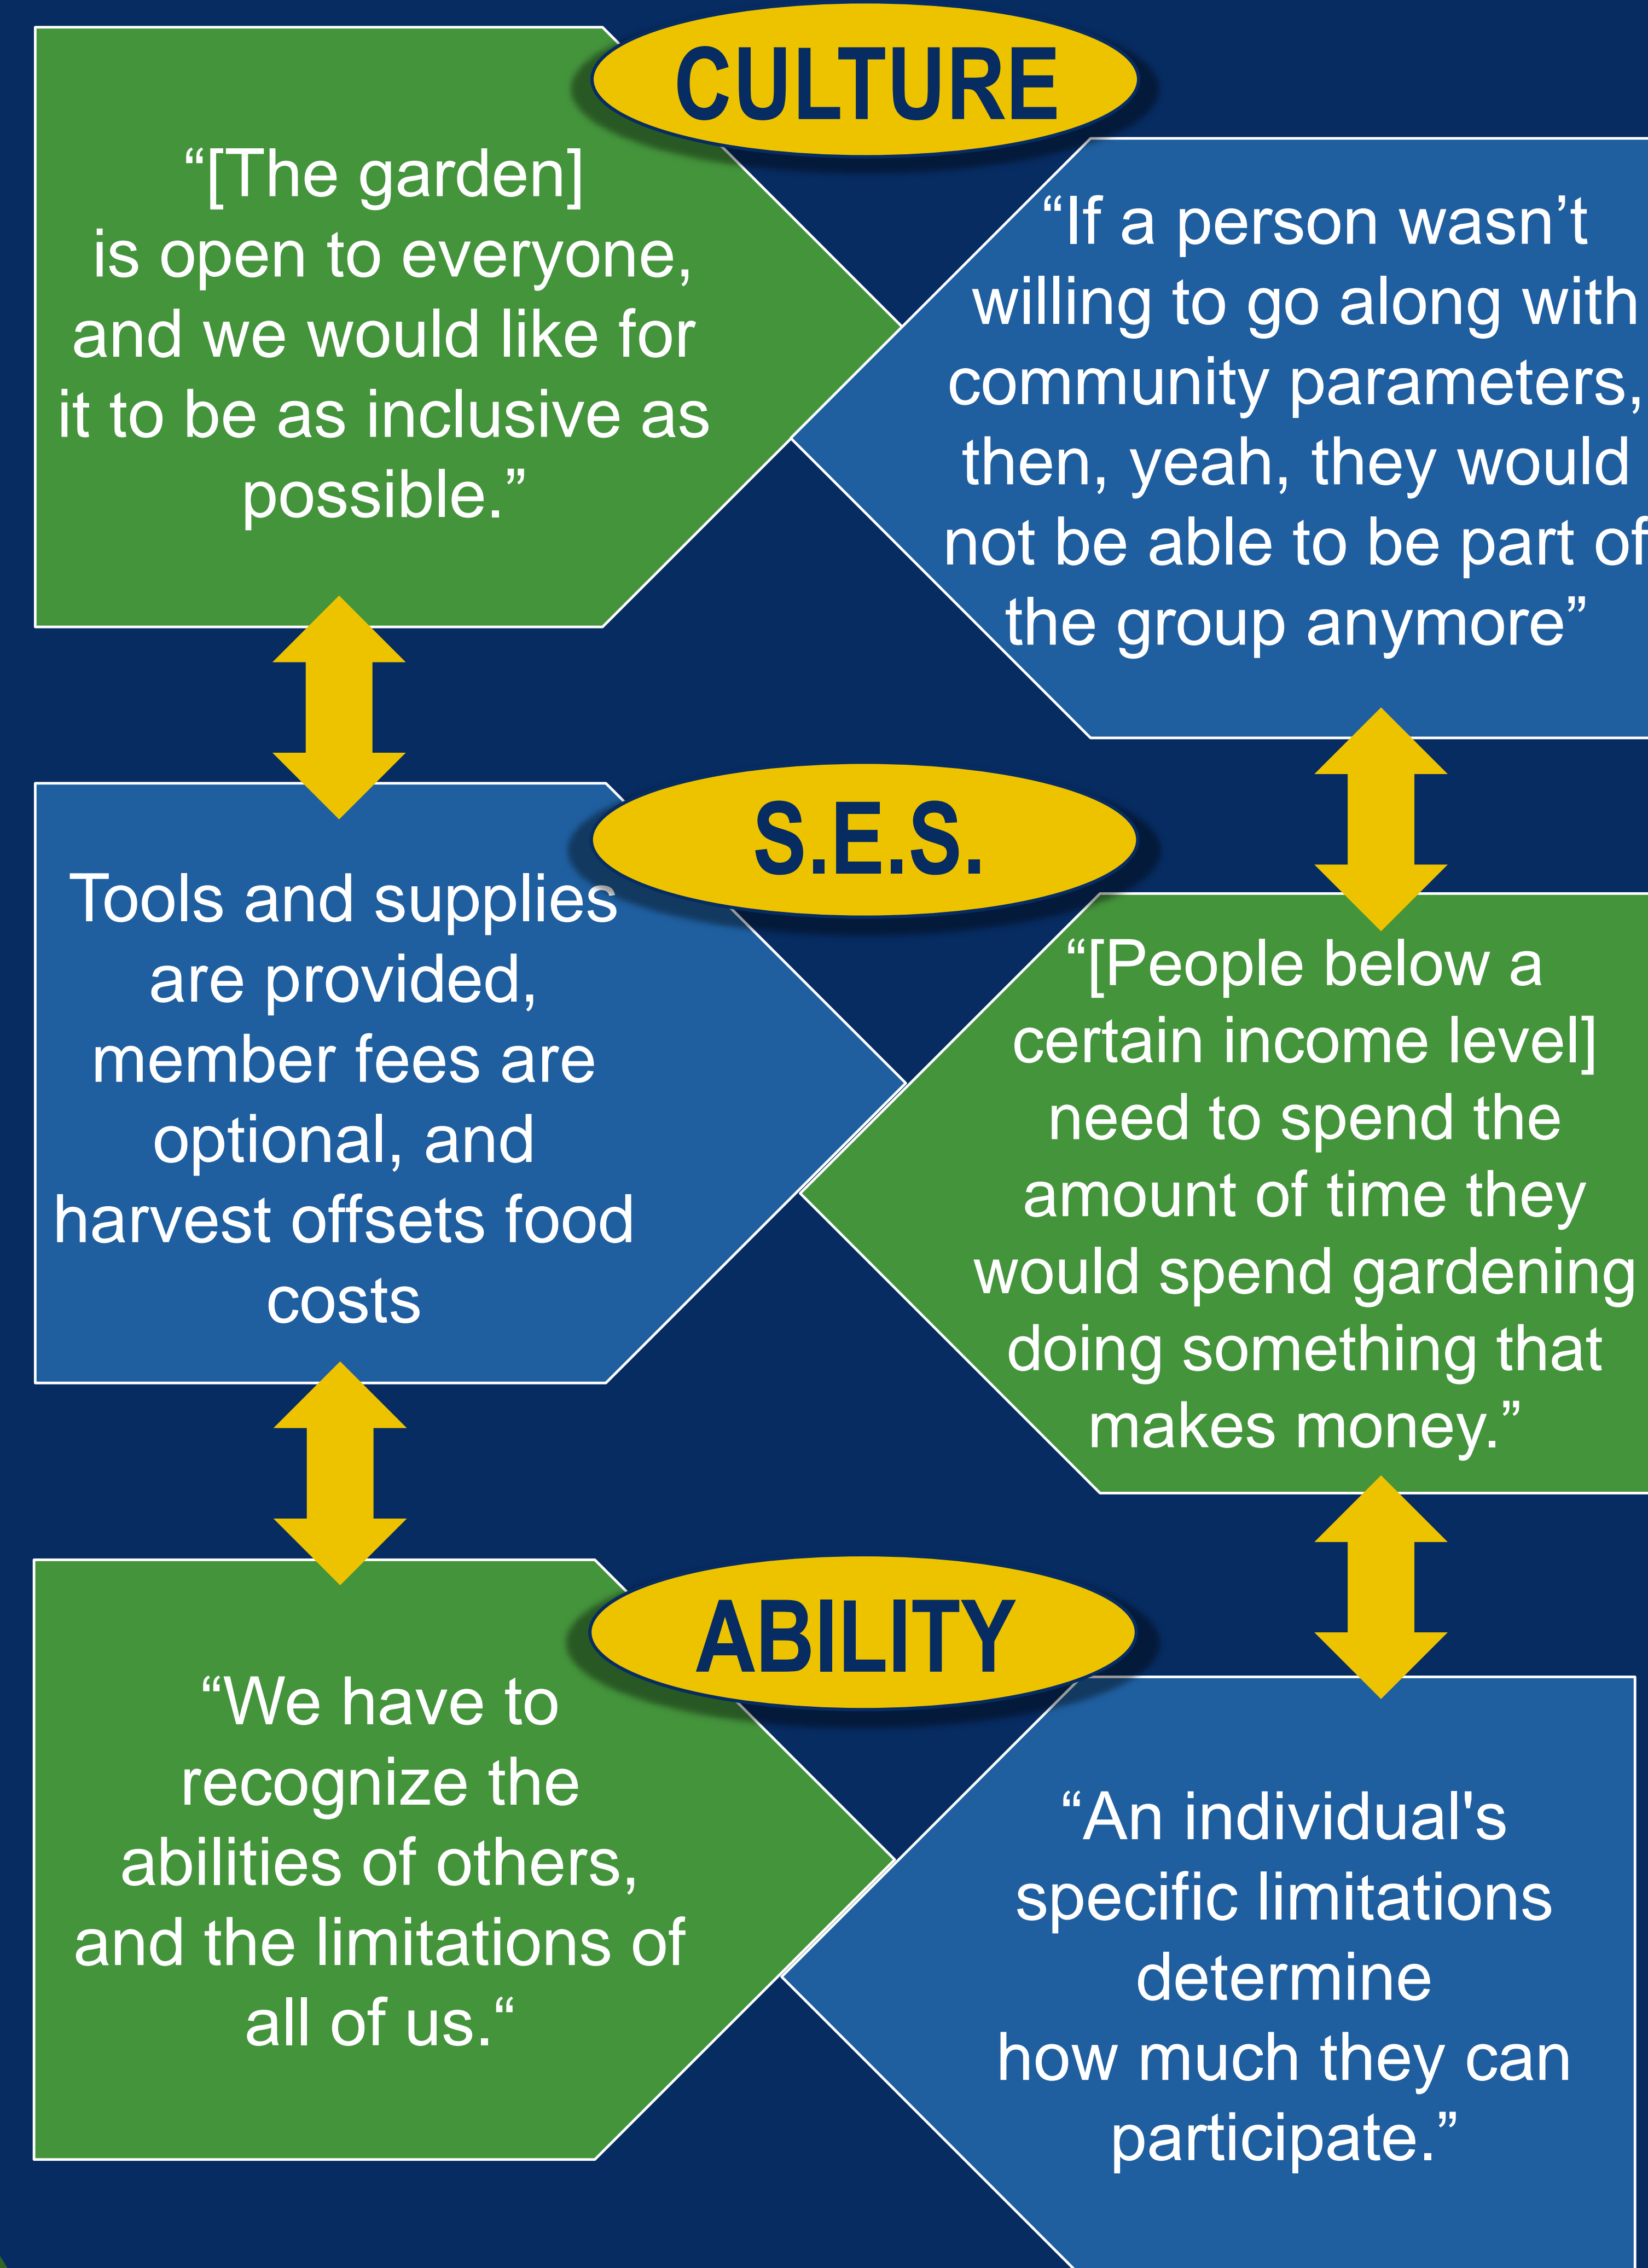 CULTURE
“[The garden]
is open to everyone,
and we would like for
it to be as inclusive as
possible.”
“If a person wasn’t
willing to go along with
community parameters,
then, yeah, they would
not be able to be part of
the group anymore”
S.E.S.
Tools and supplies
are provided,
member fees are
optional, and
harvest offsets food
costs
“[People below a
certain income level]
need to spend the
amount of time they
would spend gardening
doing something that
makes money.”
ABILITY
“We have to
recognize the
abilities of others,
and the limitations of
all of us.“
“An individual's
specific limitations
determine
how much they can
participate.”